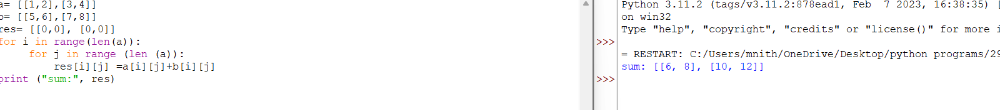 a= [[1,2],[3,4]]
b= [[5,6],[7,8]]
res= [[0,0], [0,0]]
for i in range(len(a)):
for j in range (len (a)):
res[i][j] =a[i][j]+b[i][j]
print ("sum:", res)
Python 3.11.2 (tags/v3.11.2:878ead1, Feb 7 2023, 16:38:35) [
on win32
Type "help", "copyright", "credits" or "license()" for more
>>>
= RESTART: C:/Users/mnith/OneDrive/Desktop/python programs/29
sum: [[6, 8], [10, 12]]
>>>